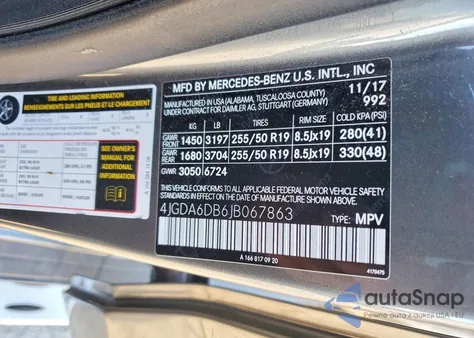 TIRE AND LOADING INFORMATION
RENSEIGNEMENTS SUR LES PNEUS ET LE CHARGEMENT
SEE OWNER'S
MANUAL FOR
ADDITIONAL
INFORMATION
MFD BY MERCEDES-BENZ U.S. INTL., INC
MANUFACTURED IN USA (ALABAMA, TUSCALOOSA COUNTY) 11/17
FOR DAIMLER AG, STUTTGART (GERMANY) 992
KG LB TIRES RIM SIZE COLD KPA (PSI)
GAWR FRONT 1450 3197 255/50 R19 8.5Jx19 280(41)
GAWR REAR 1680 3704 255/50 R19 8.5Jx19 330(48)
GVWR 3050 6724
THIS VEHICLE CONFORMS TO ALL APPLICABLE FEDERAL MOTOR VEHICLE SAFETY
STANDARDS IN EFFECT ON THE DATE OF MANUFACTURE SHOWN ABOVE.
4JGDA6DB6JB067863
TYPE: MPV
A 166 817 09 20
autoSnap
Pewne auta z aukcji USA i EU